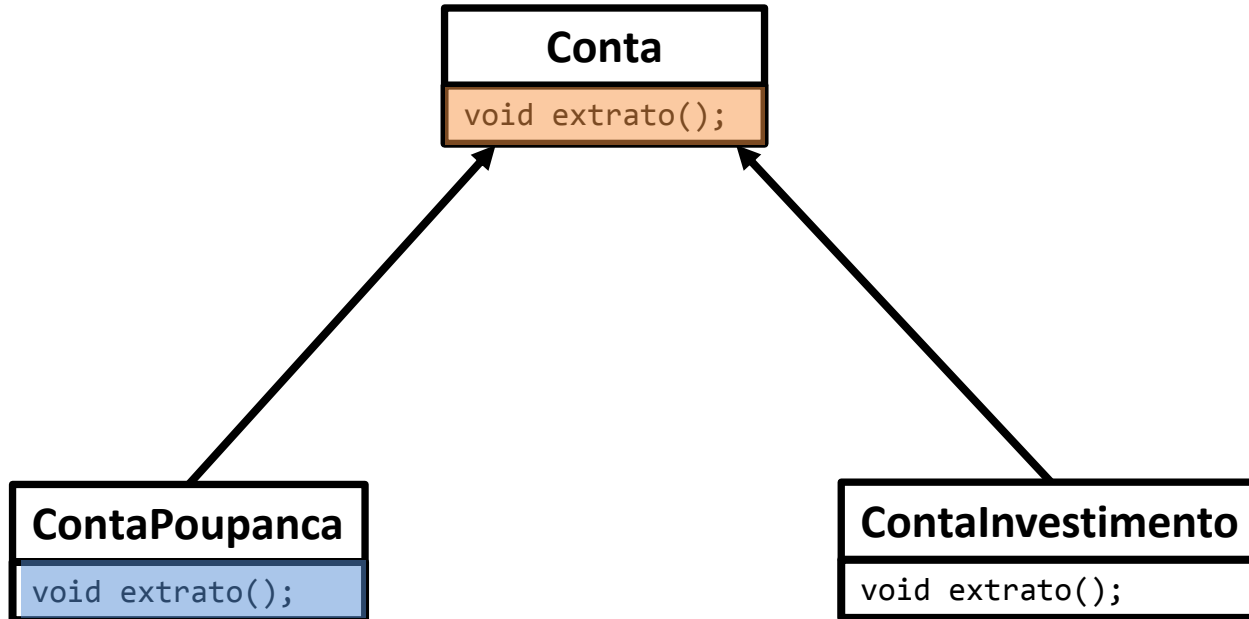 Conta
void extrato();
ContaPoupanca
void extrato();
ContaInvestimento
void extrato();